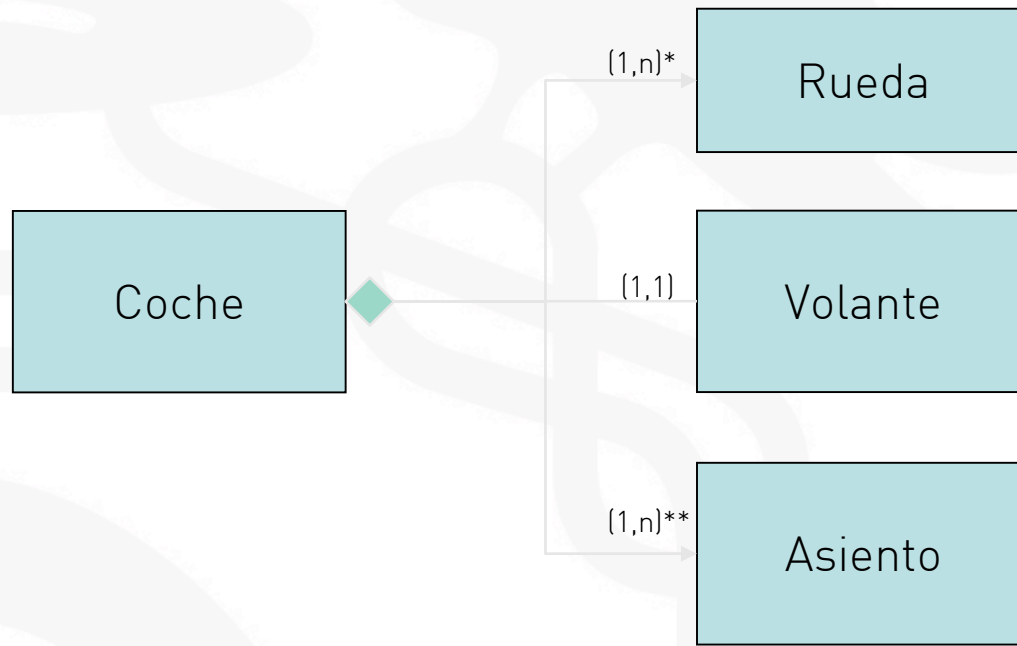 (1,n)*
Rueda
Coche
(1,1)
Volante
(1,n)**
Asiento